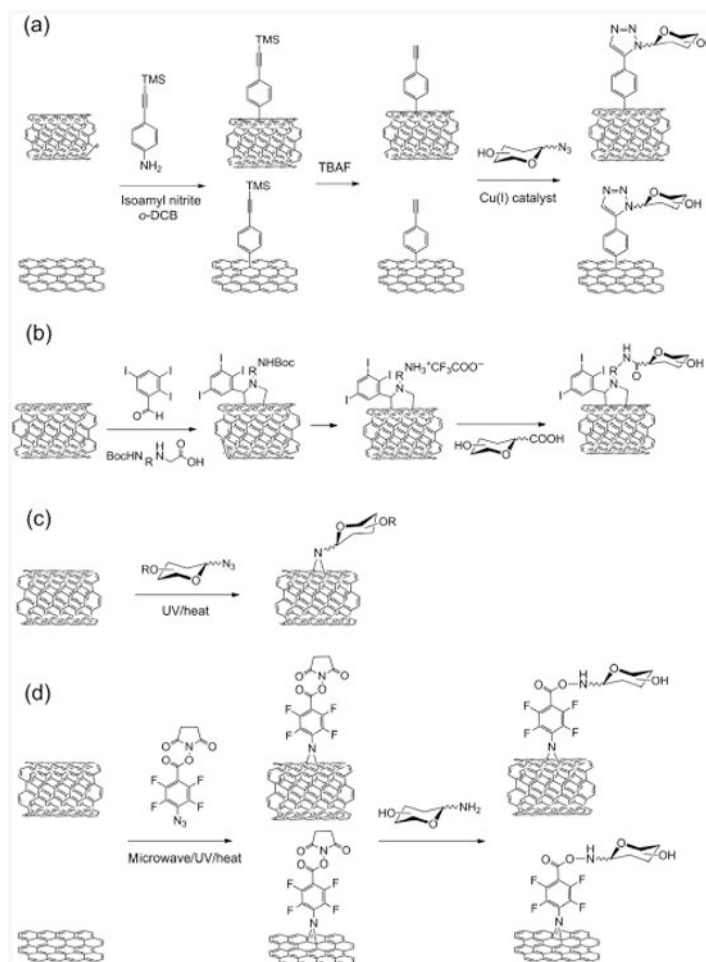 (a)
TMS
NH2
Isoamyl nitrite
o-DCB
TMS
TMS
TBAF
HO
O
N3
Cu(I) catalyst
N=N
N
O
O
N=N
N
O
OH
(b)
I
I
I
O
H
BocHN
R
H
N
O
OH
I
I
I
NHBoc
R
N
I
I
I
NH3+CF3COO−
R
N
HO
O
COOH
I
I
I
H
N
R
N
O
O
OH
(c)
RO
O
N3
UV/heat
N
O
OR
(d)
O
N
O
O
O
F
F
F
F
N3
Microwave/UV/heat
O
N
O
O
O
F
F
F
F
N
O
N
O
O
O
F
F
F
F
N
HO
O
NH2
O
O
H
N
O
OH
F
F
F
F
N
O
O
H
N
O
OH
F
F
F
F
N